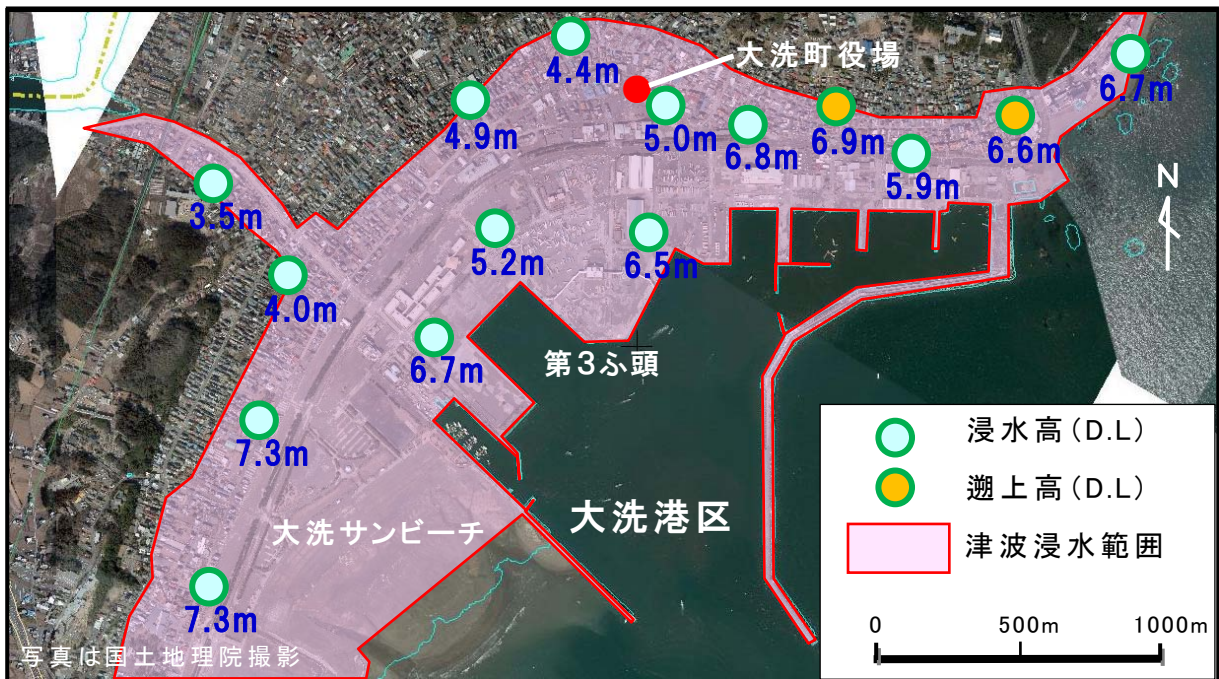 4.4m
大洗町役場
6.7m
4.9m
5.0m
6.8m
6.9m
6.6m
5.9m
3.5m
N
5.2m
6.5m
4.0m
6.7m
第3ふ頭
7.3m
大洗サンビーチ
大洗港区
7.3m
写真は国土地理院撮影
浸水高(D.L)
遡上高(D.L)
津波浸水範囲
0 500m 1000m